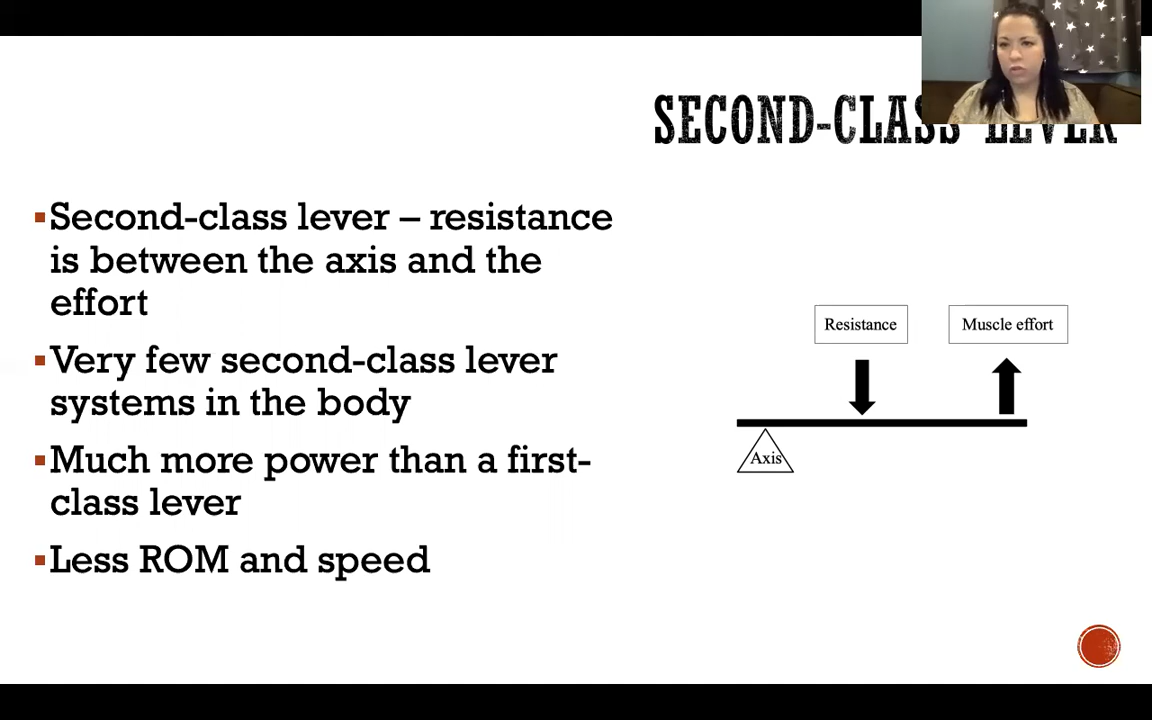 SECOND-CLASS LEVER
▪Second-class lever – resistance
is between the axis and the
effort
▪Very few second-class lever
systems in the body
▪Much more power than a first-
class lever
▪Less ROM and speed
Resistance
Muscle effort
Axis